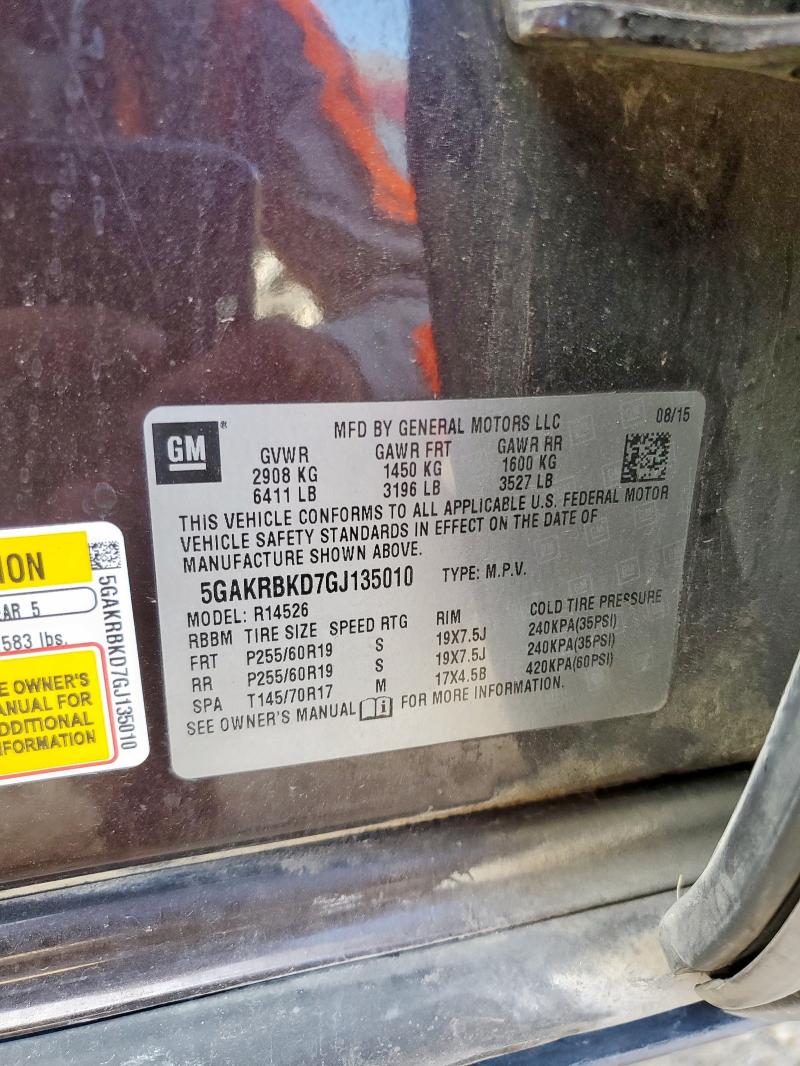 GM®
MFD BY GENERAL MOTORS LLC 08/15
GVWR GAWR FRT GAWR RR
2908 KG 1450 KG 1600 KG
6411 LB 3196 LB 3527 LB
THIS VEHICLE CONFORMS TO ALL APPLICABLE U.S. FEDERAL MOTOR
VEHICLE SAFETY STANDARDS IN EFFECT ON THE DATE OF
MANUFACTURE SHOWN ABOVE.
5GAKRBKD7GJ135010 TYPE: M.P.V.
MODEL: R14526
RBBM TIRE SIZE SPEED RTG RIM COLD TIRE PRESSURE
FRT P255/60R19 S 19X7.5J 240KPA(35PSI)
RR P255/60R19 S 19X7.5J 240KPA(35PSI)
SPA T145/70R17 M 17X4.5B 420KPA(60PSI)
SEE OWNER'S MANUAL i FOR MORE INFORMATION.
ION
AR 5
583 lbs.
E OWNER'S
ANUAL FOR
DDITIONAL
FORMATION
5GAKRBKD7GJ135010